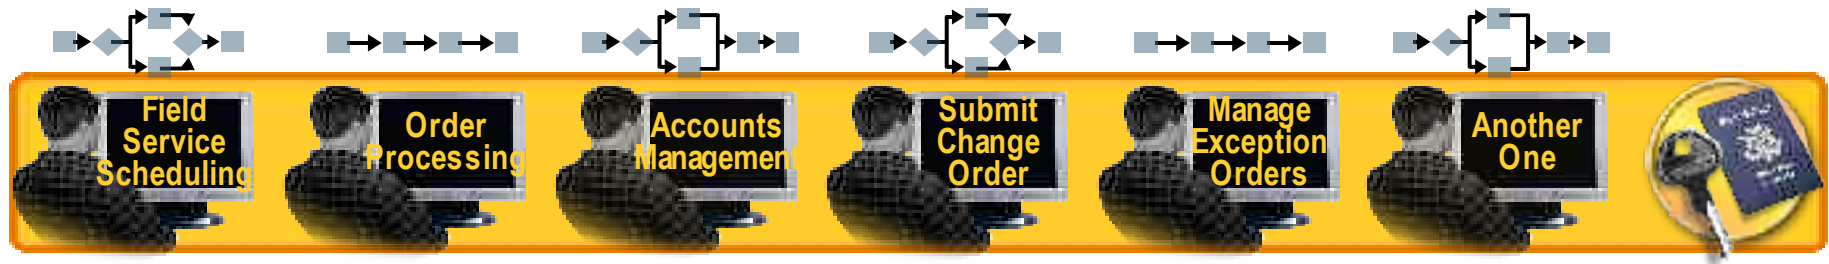 Field
Service
Scheduling
Order
Processing
Accounts
Management
Submit
Change
Order
Manage
Exception
Orders
Another
One